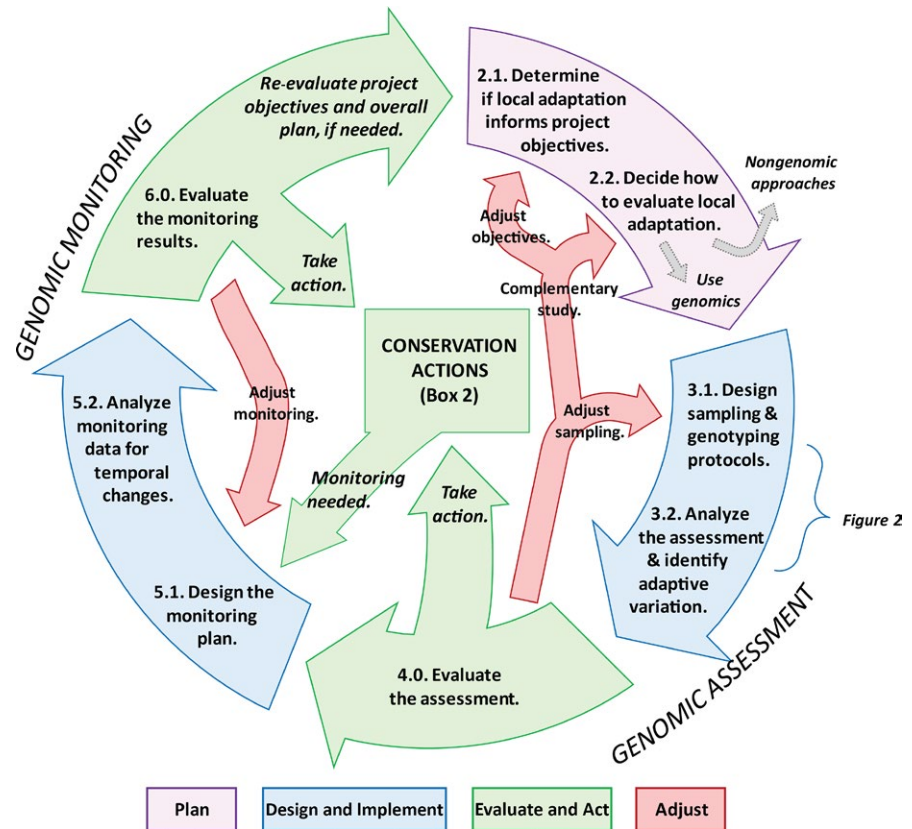 Re-evaluate project
objectives and overall
plan, if needed.
2.1. Determine
if local adaptation
informs project
objectives.
2.2. Decide how
to evaluate local
adaptation.
Nongenomic
approaches
Use
genomics
GENOMIC MONITORING
6.0. Evaluate
the monitoring
results.
Take
action.
Adjust
objectives.
Complementary
study.
CONSERVATION
ACTIONS
(Box 2)
Adjust
monitoring.
Adjust
sampling.
3.1. Design
sampling &
genotyping
protocols.
3.2. Analyze
the assessment
& identify
adaptive
variation.
Figure 2
5.2. Analyze
monitoring
data for
temporal
changes.
Monitoring
needed.
Take
action.
5.1. Design the
monitoring
plan.
4.0. Evaluate
the assessment.
GENOMIC ASSESSMENT
Plan
Design and Implement
Evaluate and Act
Adjust